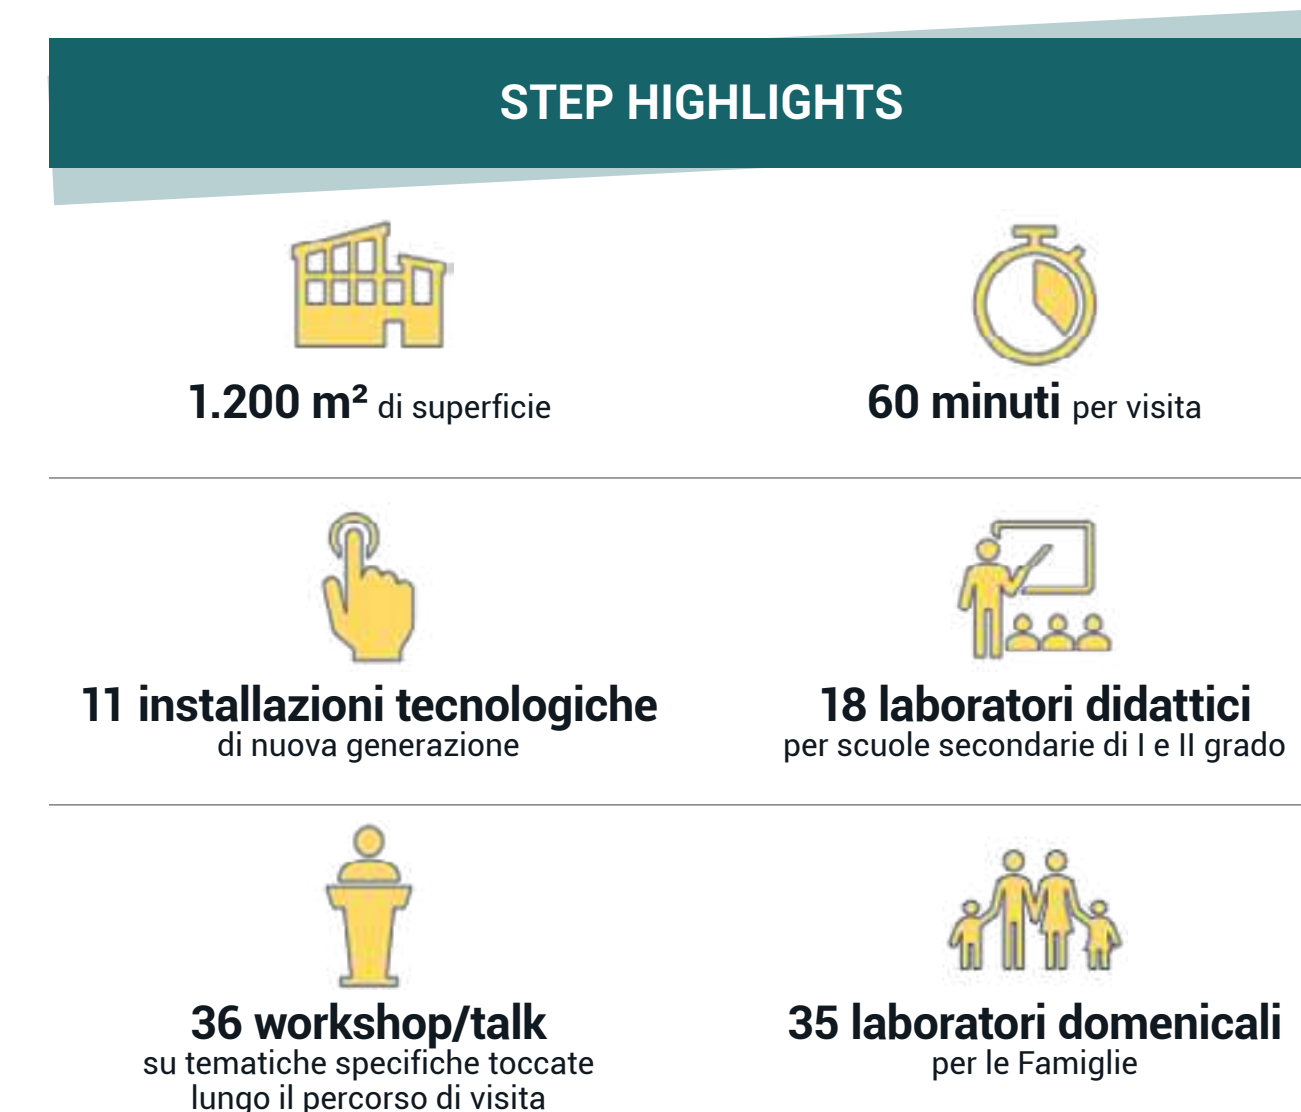 STEP HIGHLIGHTS
1.200 m² di superficie
60 minuti per visita
11 installazioni tecnologiche
di nuova generazione
18 laboratori didattici
per scuole secondarie di I e II grado
36 workshop/talk
su tematiche specifiche toccate
lungo il percorso di visita
35 laboratori domenicali
per le Famiglie